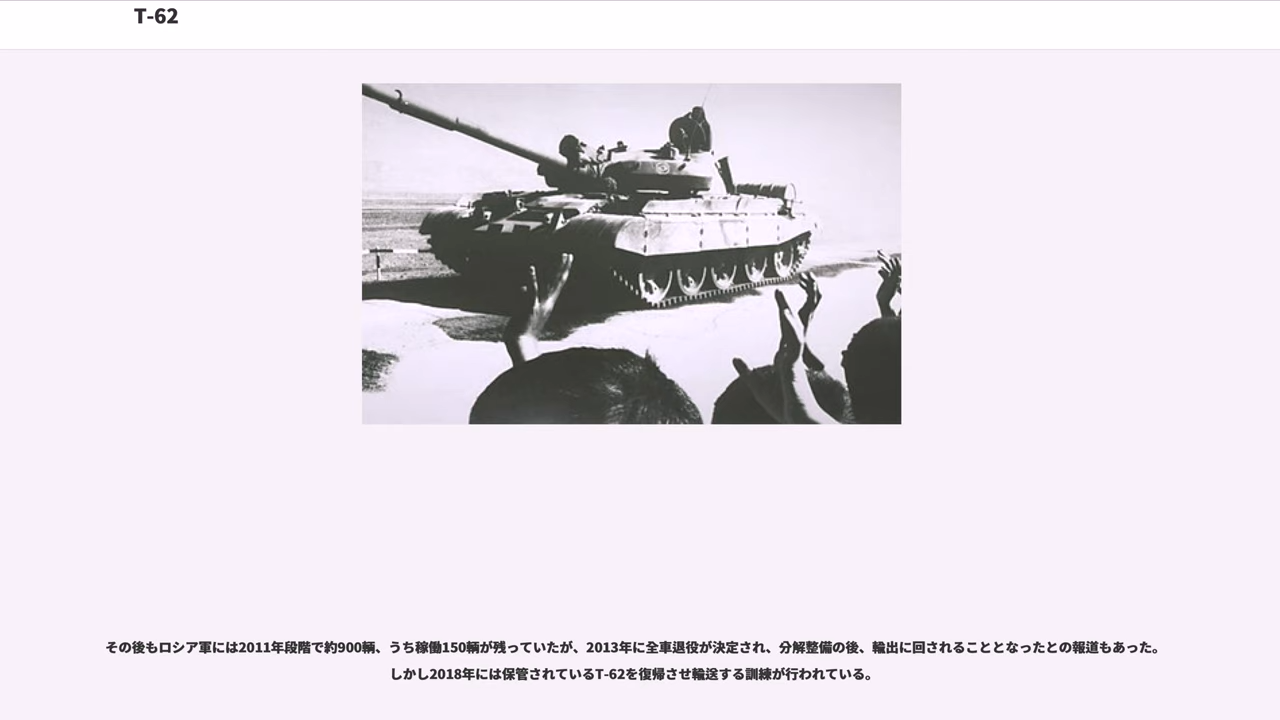 T-62
その後もロシア軍には2011年段階で約900輌、うち稼働150輌が残っていたが、2013年に全車退役が決定され、分解整備の後、輸出に回されることとなったとの報道もあった。
しかし2018年には保管されているT-62を復帰させ輸送する訓練が行われている。